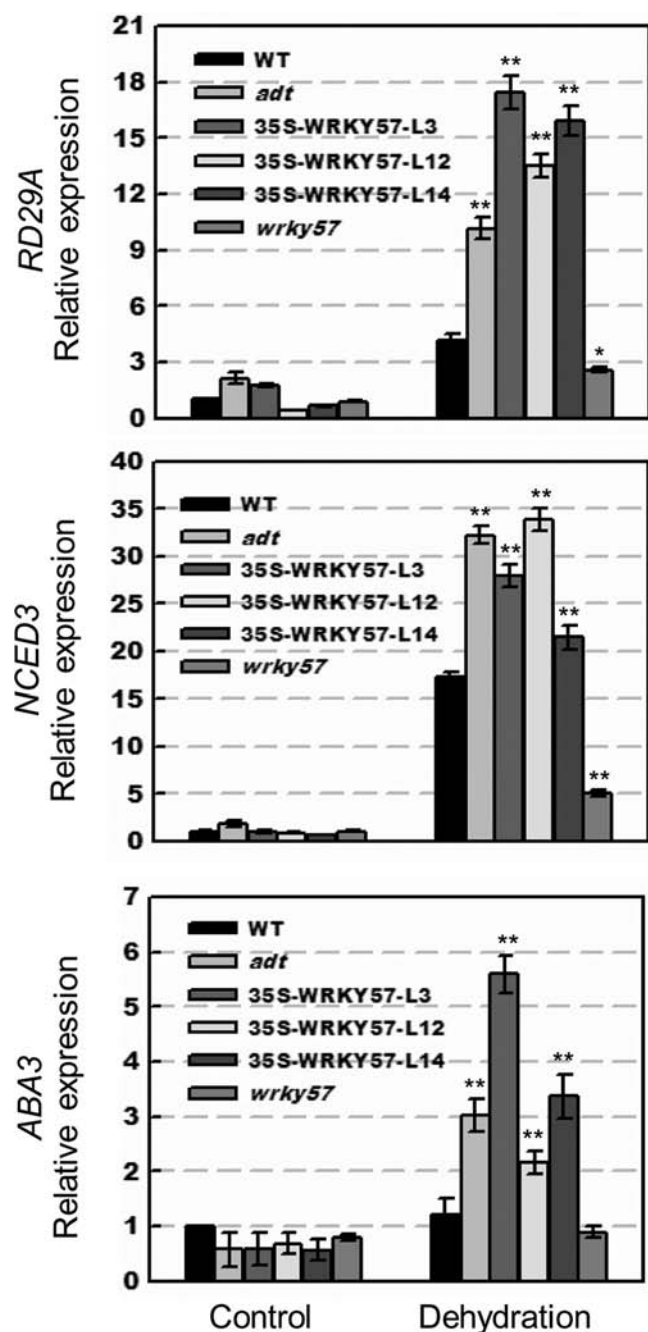 RD29A
Relative expression
21
18
15
12
9
6
3
0
WT
adt
35S-WRKY57-L3
35S-WRKY57-L12
35S-WRKY57-L14
wrky57
**
**
**
**
*
NCED3
Relative expression
40
35
30
25
20
15
10
5
0
WT
adt
35S-WRKY57-L3
35S-WRKY57-L12
35S-WRKY57-L14
wrky57
**
**
**
**
**
ABA3
Relative expression
7
6
5
4
3
2
1
0
WT
adt
35S-WRKY57-L3
35S-WRKY57-L12
35S-WRKY57-L14
wrky57
**
**
**
**
Control Dehydration